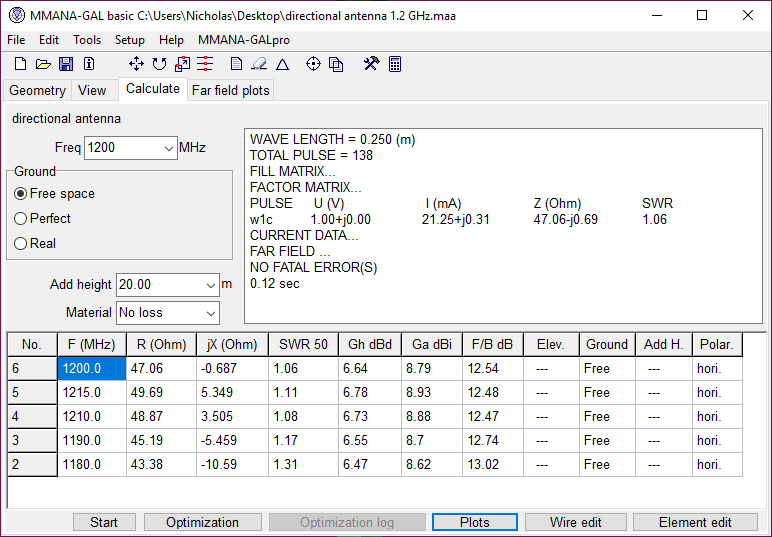 MMANA-GAL basic C:\Users\Nicholas\Desktop\directional antenna 1.2 GHz.maa
File Edit Tools Setup Help MMANA-GALpro
Geometry View Calculate Far field plots
directional antenna
Freq 1200 MHz
Ground
Free space
Perfect
Real
Add height 20.00 m
Material No loss
WAVE LENGTH = 0.250 (m)
TOTAL PULSE = 138
FILL MATRIX...
FACTOR MATRIX...
PULSE U (V) I (mA) Z (Ohm) SWR
w1c 1.00+j0.00 21.25+j0.31 47.06-j0.69 1.06
CURRENT DATA...
FAR FIELD ...
NO FATAL ERROR(S)
0.12 sec
No. F (MHz) R (Ohm) jX (Ohm) SWR 50 Gh dBd Ga dBi F/B dB Elev. Ground Add H. Polar.
6 1200.0 47.06 -0.687 1.06 6.64 8.79 12.54 --- Free --- hori.
5 1215.0 49.69 5.349 1.11 6.78 8.93 12.48 --- Free --- hori.
4 1210.0 48.87 3.505 1.08 6.73 8.88 12.47 --- Free --- hori.
3 1190.0 45.19 -5.459 1.17 6.55 8.7 12.74 --- Free --- hori.
2 1180.0 43.38 -10.59 1.31 6.47 8.62 13.02 --- Free --- hori.
Start Optimization Optimization log Plots Wire edit Element edit